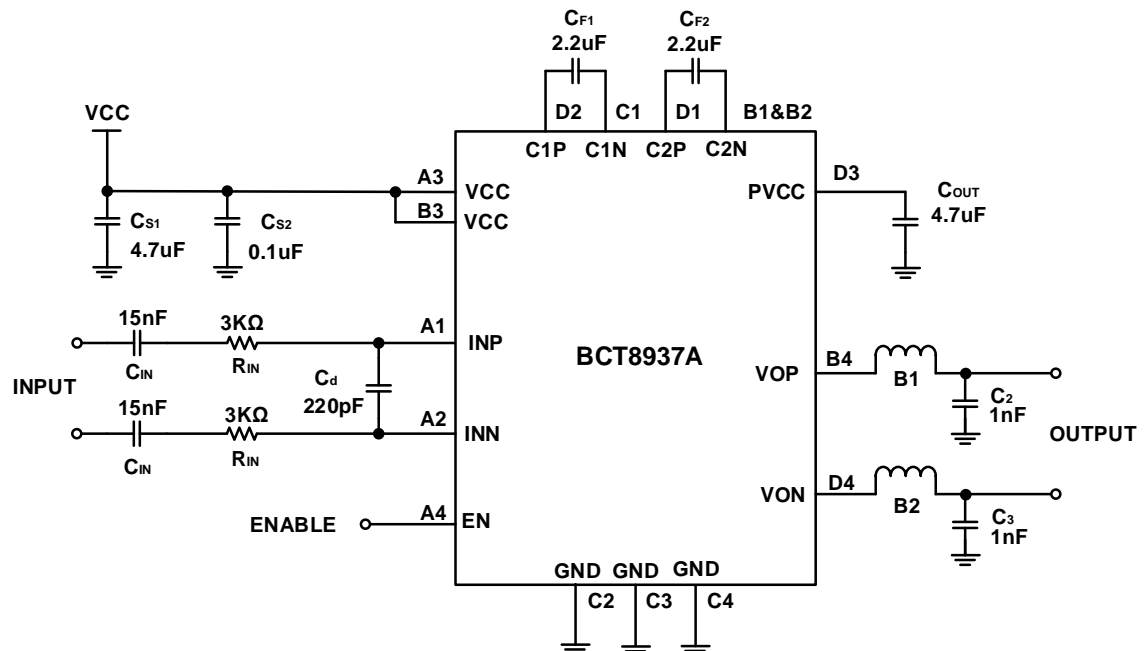 CF1
2.2uF
CF2
2.2uF
D2
C1
D1
B1&B2
C1P
C1N
C2P
C2N
VCC
A3
VCC
B3
VCC
CS1
4.7uF
CS2
0.1uF
PVCC
D3
COUT
4.7uF
15nF
3KΩ
A1
INP
CIN
RIN
INPUT
Cd
220pF
15nF
3KΩ
A2
INN
CIN
RIN
BCT8937A
VOP
B4
B1
C2
1nF
OUTPUT
VON
D4
B2
C3
1nF
ENABLE
A4
EN
GND
GND
GND
C2
C3
C4